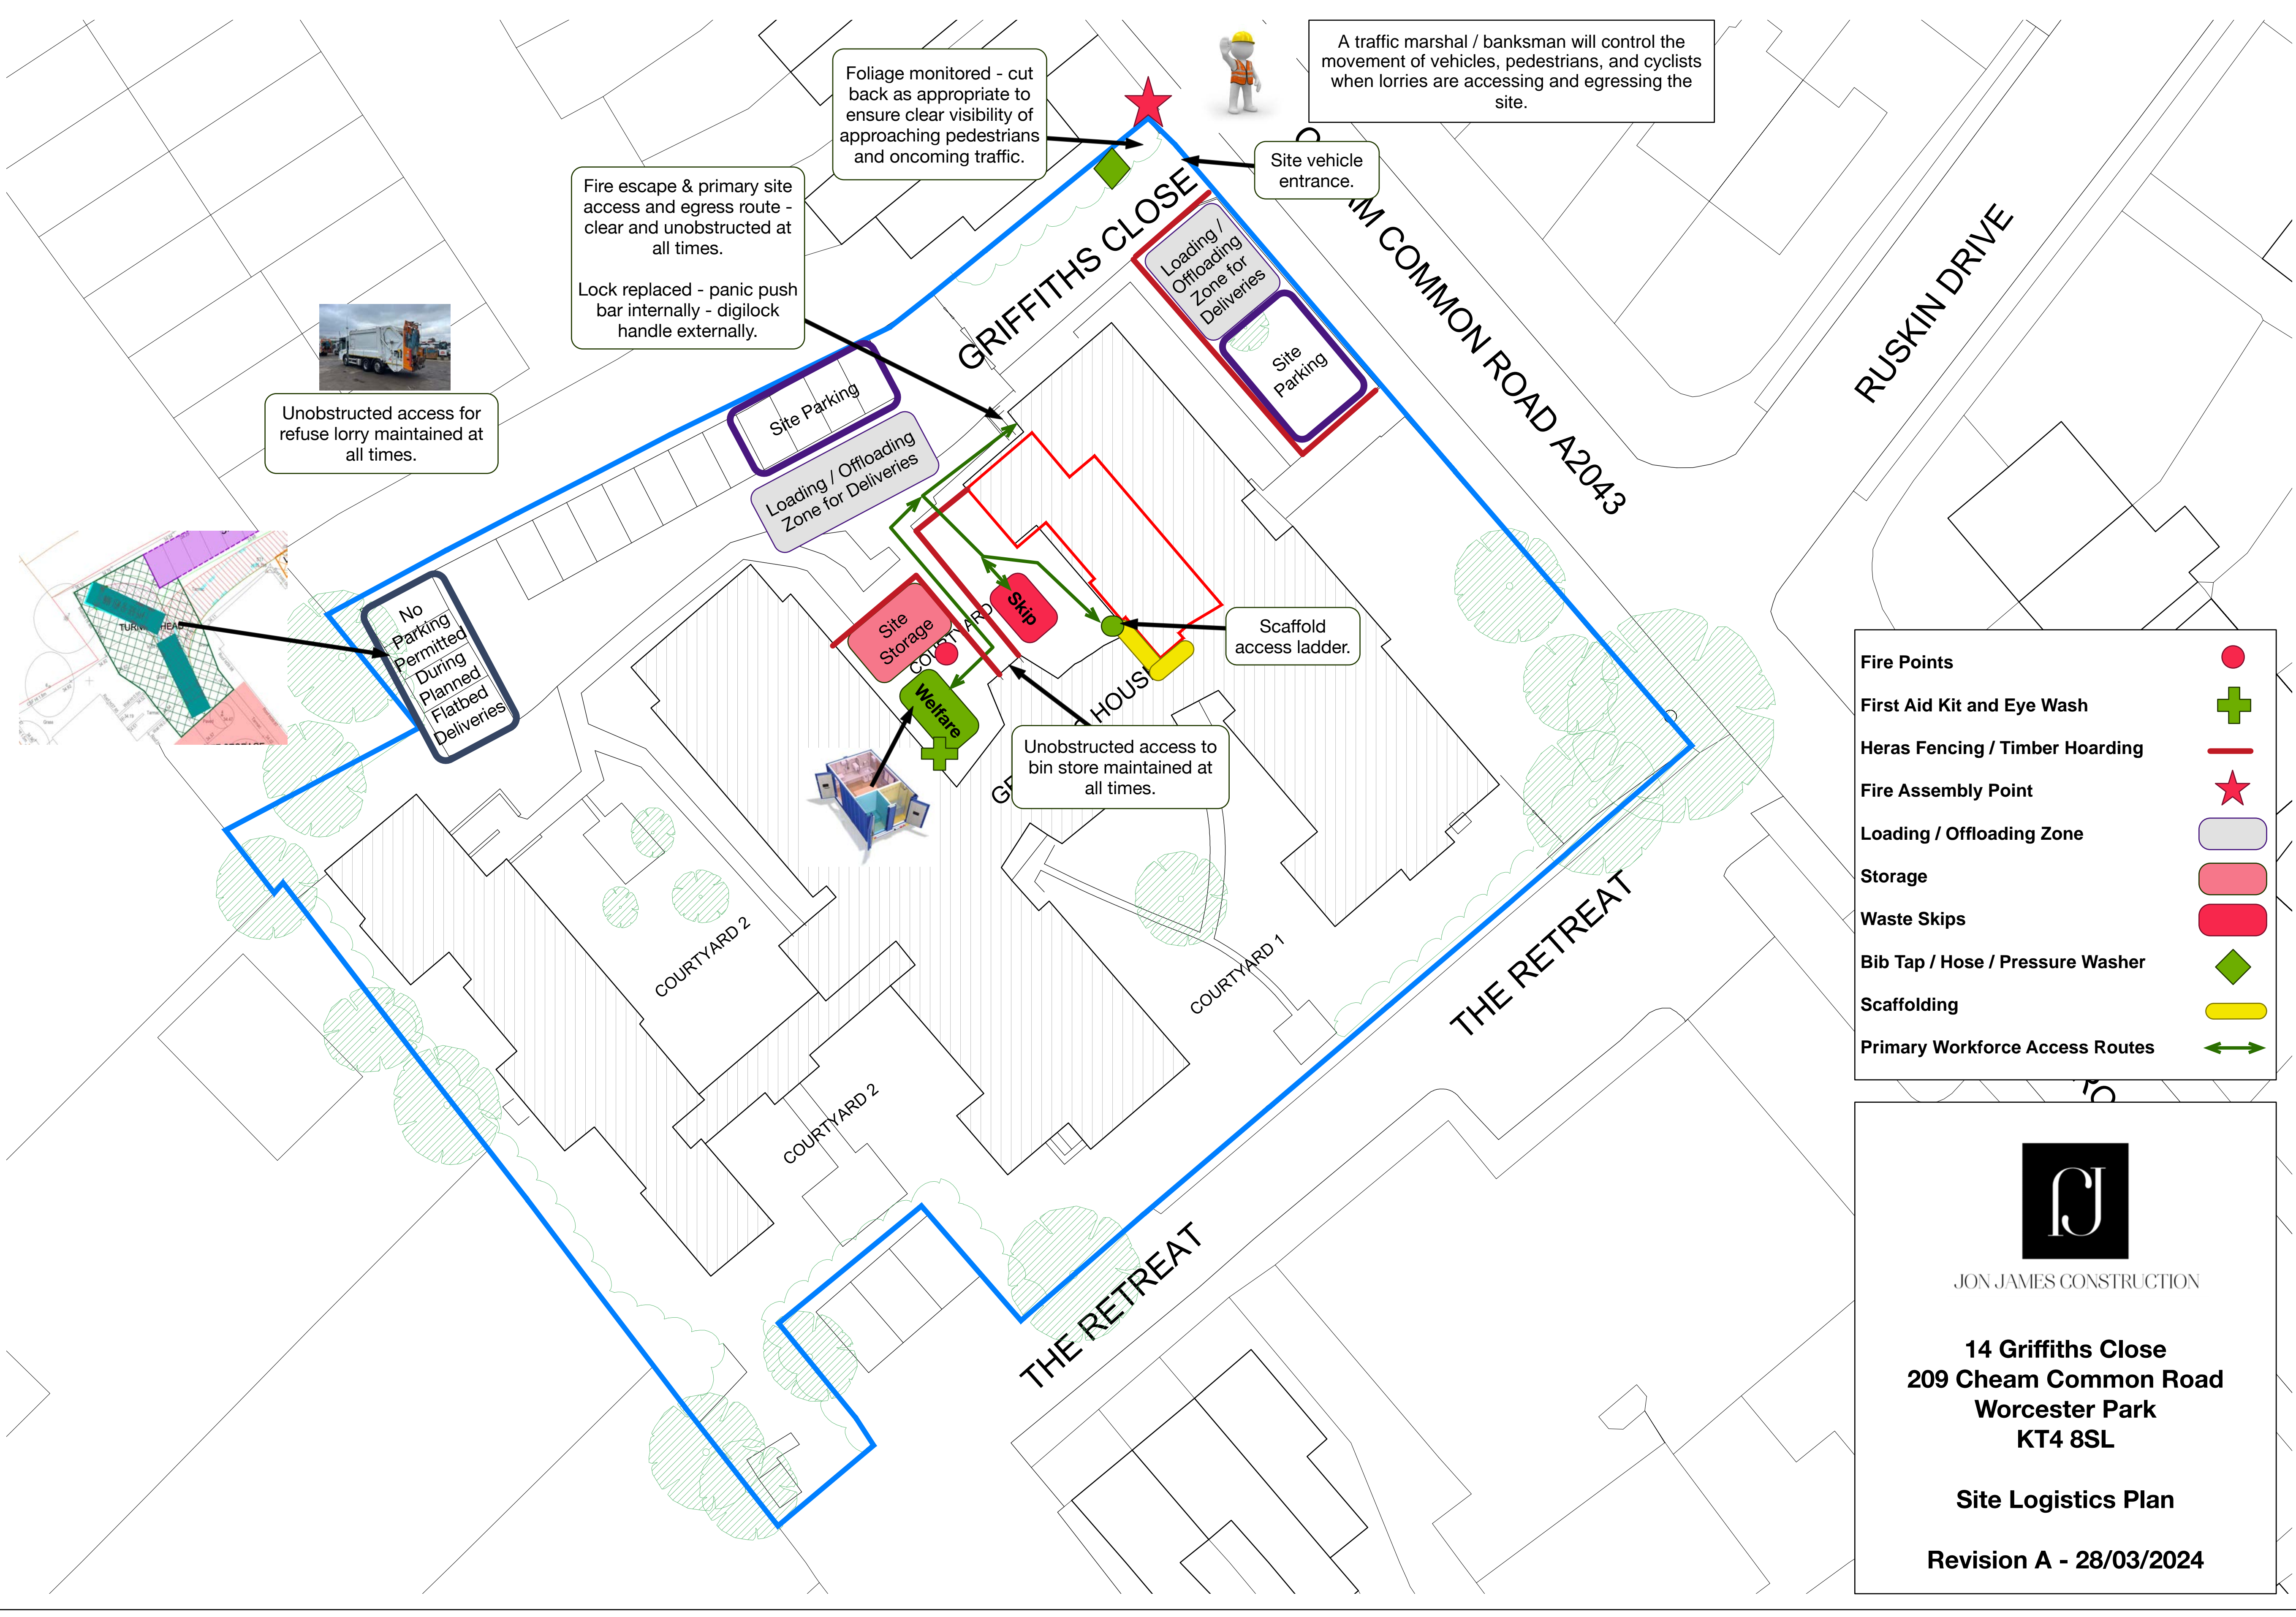 A traffic marshal / banksman will control the
movement of vehicles, pedestrians, and cyclists
when lorries are accessing and egressing the
site.
Foliage monitored - cut
back as appropriate to
ensure clear visibility of
approaching pedestrians
and oncoming traffic.
Site vehicle
entrance.
Fire escape & primary site
access and egress route -
clear and unobstructed at
all times.
Lock replaced - panic push
bar internally - digilock
handle externally.
GRIFFITHS CLOSE
Loading /
Offloading
Zone for
Deliveries
Site
Parking
COMMON ROAD A2043
RUSKIN DRIVE
Unobstructed access for
refuse lorry maintained at
all times.
Site Parking
Loading / Offloading
Zone for Deliveries
No
Parking
Permitted
During
Planned
Flatbed
Deliveries
Site
Storage
Skip
Welfare
Scaffold
access ladder.
Unobstructed access to
bin store maintained at
all times.
COURTYARD 2
COURTYARD 1
COURTYARD 2
THE RETREAT
THE RETREAT
Fire Points
First Aid Kit and Eye Wash
Heras Fencing / Timber Hoarding
Fire Assembly Point
Loading / Offloading Zone
Storage
Waste Skips
Bib Tap / Hose / Pressure Washer
Scaffolding
Primary Workforce Access Routes
JJ
JON JAMES CONSTRUCTION
14 Griffiths Close
209 Cheam Common Road
Worcester Park
KT4 8SL
Site Logistics Plan
Revision A - 28/03/2024